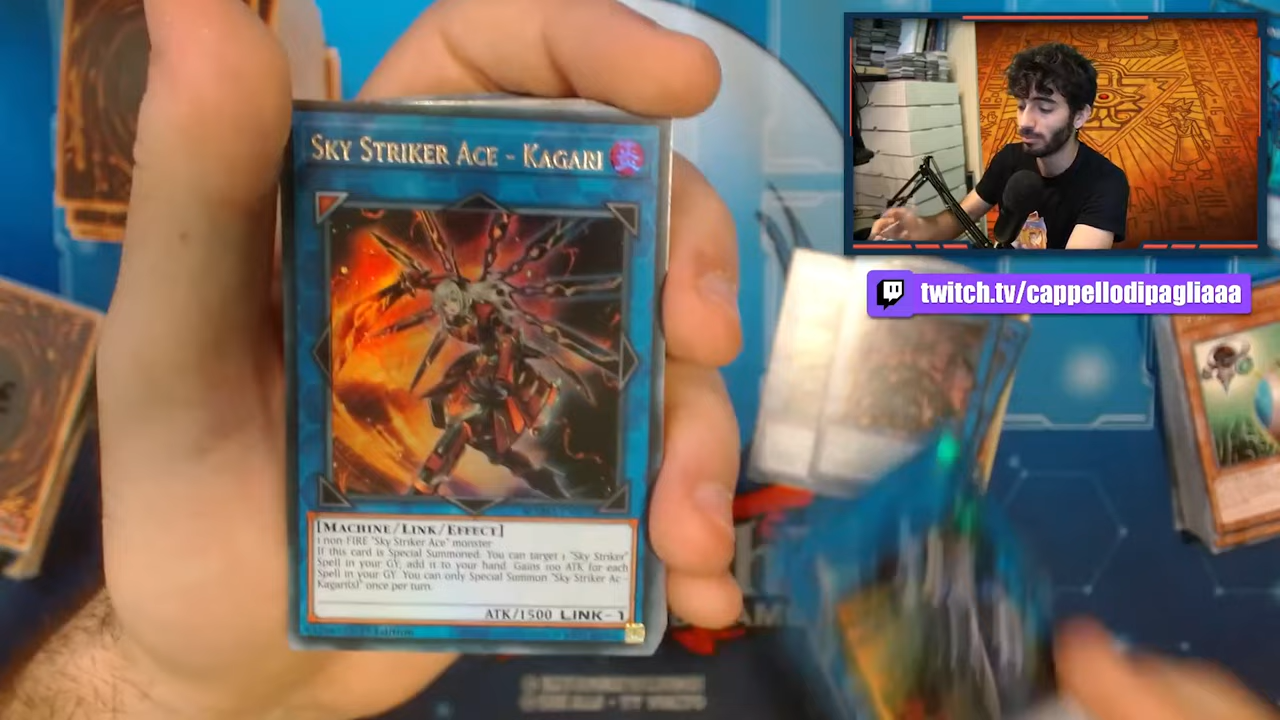 SKY STRIKER ACE - KAGARI
[MACHINE/LINK/EFFECT]
1 non-FIRE "Sky Striker Ace" monster
If this card is Special Summoned: You can target 1 "Sky Striker"
Spell in your GY; add it to your hand. Gains 100 ATK for each
Spell in your GY. You can only Special Summon "Sky Striker Ace -
Kagari(s)" once per turn.
ATK/1500 LINK-1
Edition
twitch.tv/cappellodipagliaaa